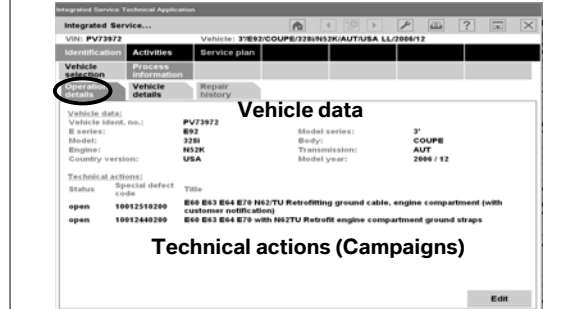 Integrated Service Technical Application
Integrated Service...
VIN: PV73972 Vehicle: 3'/E92/COUPE/328i/N52K/AUT/USA LL/2006/12
Identification Activities Service plan
Vehicle selection Process information
Operation details Vehicle details Repair history
Vehicle data
Vehicle data:
Vehicle ident. no.: PV73972
E series: E92 Model series: 3'
Model: 328i Body: COUPE
Engine: N52K Transmission: AUT
Country version: USA Model year: 2006 / 12
Technical actions:
Status Special defect code Title
open 10012510200 E60 E63 E64 E70 N62/TU Retrofitting ground cable, engine compartment (with
customer notification)
open 10012440200 E60 E63 E64 E70 with N62TU Retrofit engine compartment ground straps
Technical actions (Campaigns)
Edit